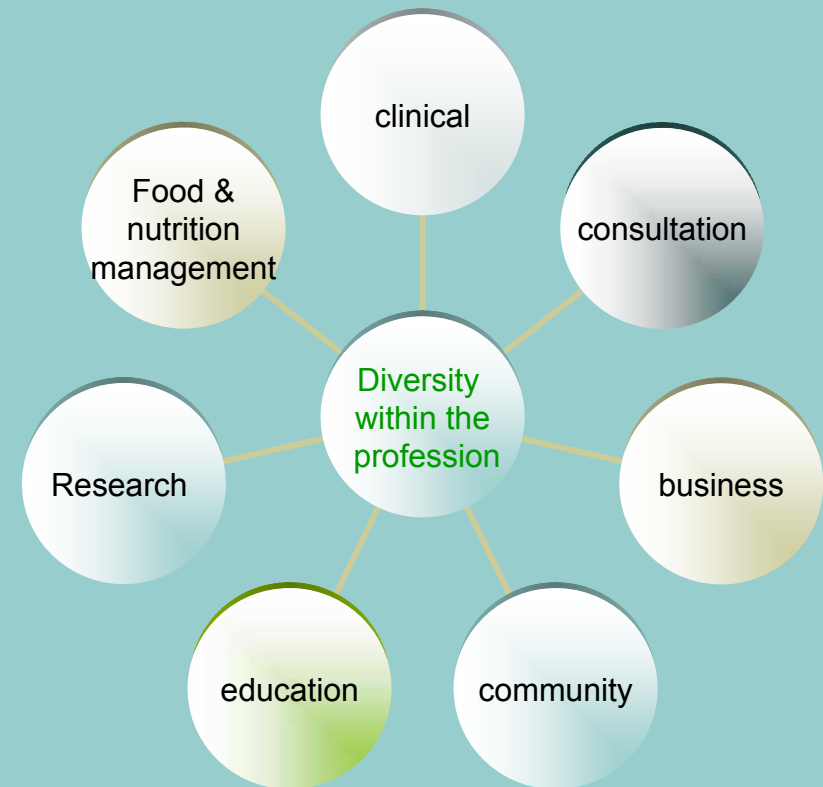 clinical
Food &
nutrition
management
consultation
Diversity
within the
profession
Research
business
education
community